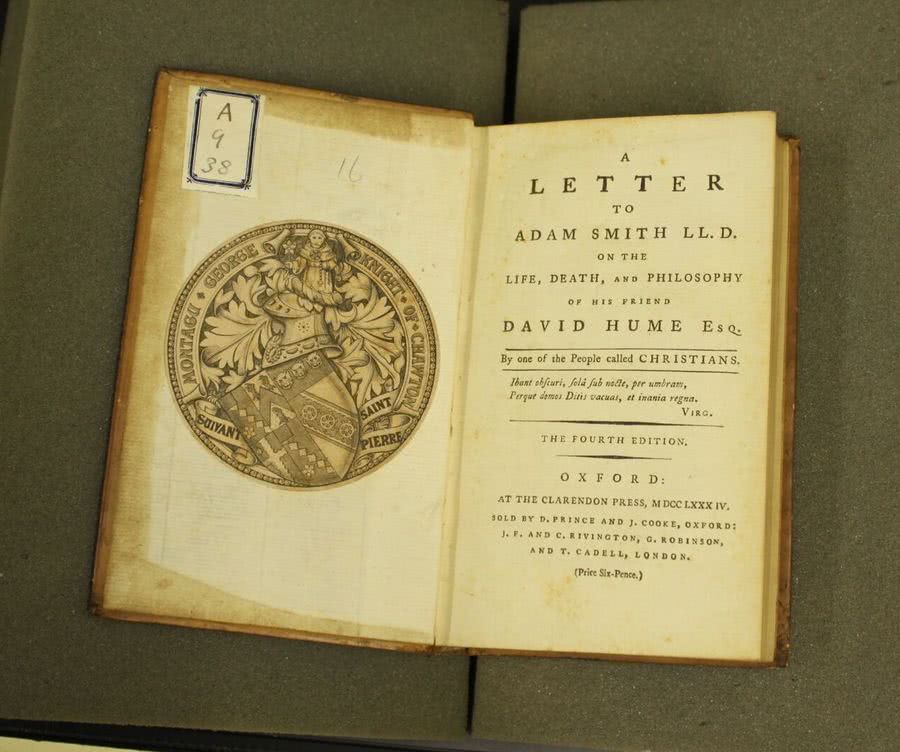 A
9
38
16
MONTAGU · GEORGE · KNIGHT · OF · CHAWTON
SUIVANT SAINT PIERRE
A
LETTER
TO
ADAM SMITH LL. D.
ON THE
LIFE, DEATH, AND PHILOSOPHY
OF HIS FRIEND
DAVID HUME Esq.
By one of the People called CHRISTIANS.
Ibant obſcuri, ſolâ ſub nocte, per umbram,
Perque domos Ditis vacuas, et inania regna.
VIRG.
THE FOURTH EDITION.
OXFORD:
AT THE CLARENDON PRESS, MDCCLXXXIV.
SOLD BY D. PRINCE AND J. COOKE, OXFORD:
J. F. AND C. RIVINGTON, G. ROBINSON,
AND T. CADELL, LONDON.
(Price Six-Pence.)